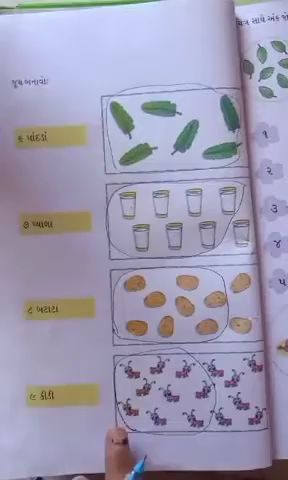 જૂથ બનાવો:
૬ પાંદડાં
૭ પ્યાલા
૮ બટાટા
૯ કીડી
ચિત્ર સાથે અંક જો
૧
૨
૩
૪
૫